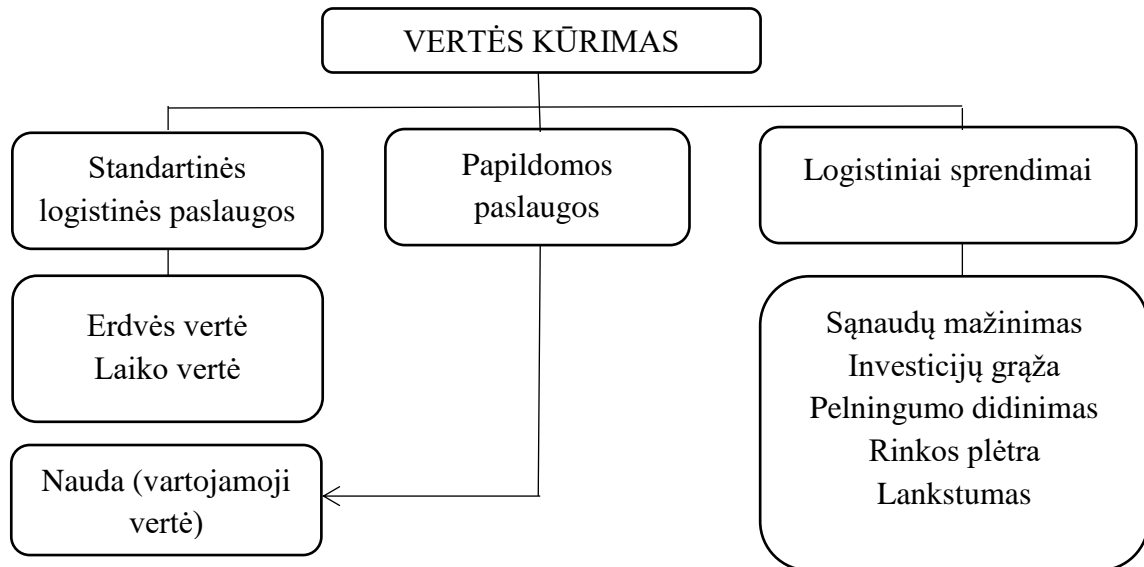 VERTĖS KŪRIMAS
Standartinės
logistinės paslaugos
Papildomos
paslaugos
Logistiniai sprendimai
Erdvės vertė
Laiko vertė
Sąnaudų mažinimas
Investicijų grąža
Pelningumo didinimas
Rinkos plėtra
Lankstumas
Nauda (vartojamoji
vertė)